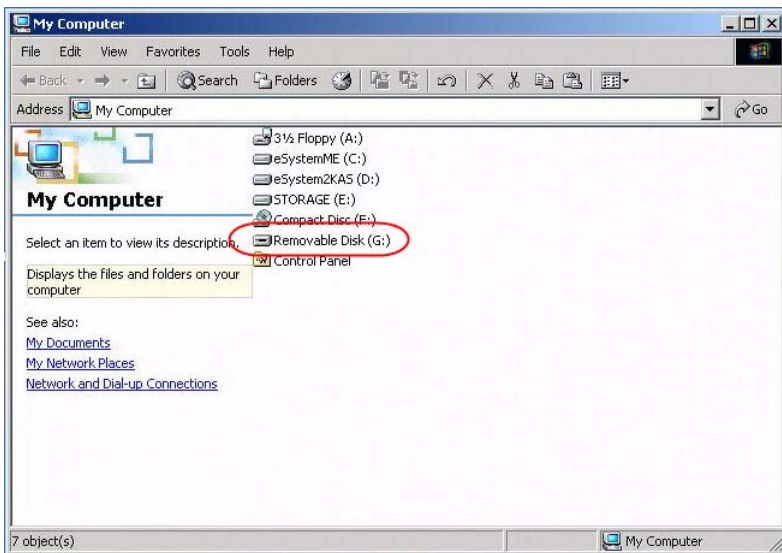 My Computer
File Edit View Favorites Tools Help
Back Search Folders
Address My Computer Go
3½ Floppy (A:)
eSystemME (C:)
eSystem2KAS (D:)
STORAGE (E:)
Compact Disc (F:)
Removable Disk (G:)
Control Panel
My Computer
Select an item to view its description.
Displays the files and folders on your
computer
See also:
My Documents
My Network Places
Network and Dial-up Connections
7 object(s) My Computer